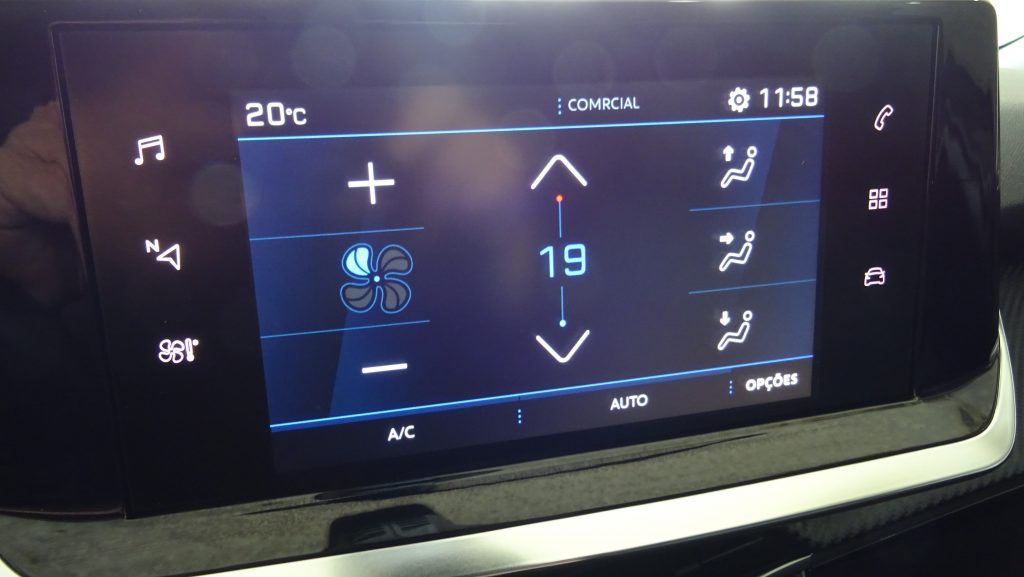 20°C
COMRCIAL
11:58
N
19
A/C
AUTO
OPÇÕES